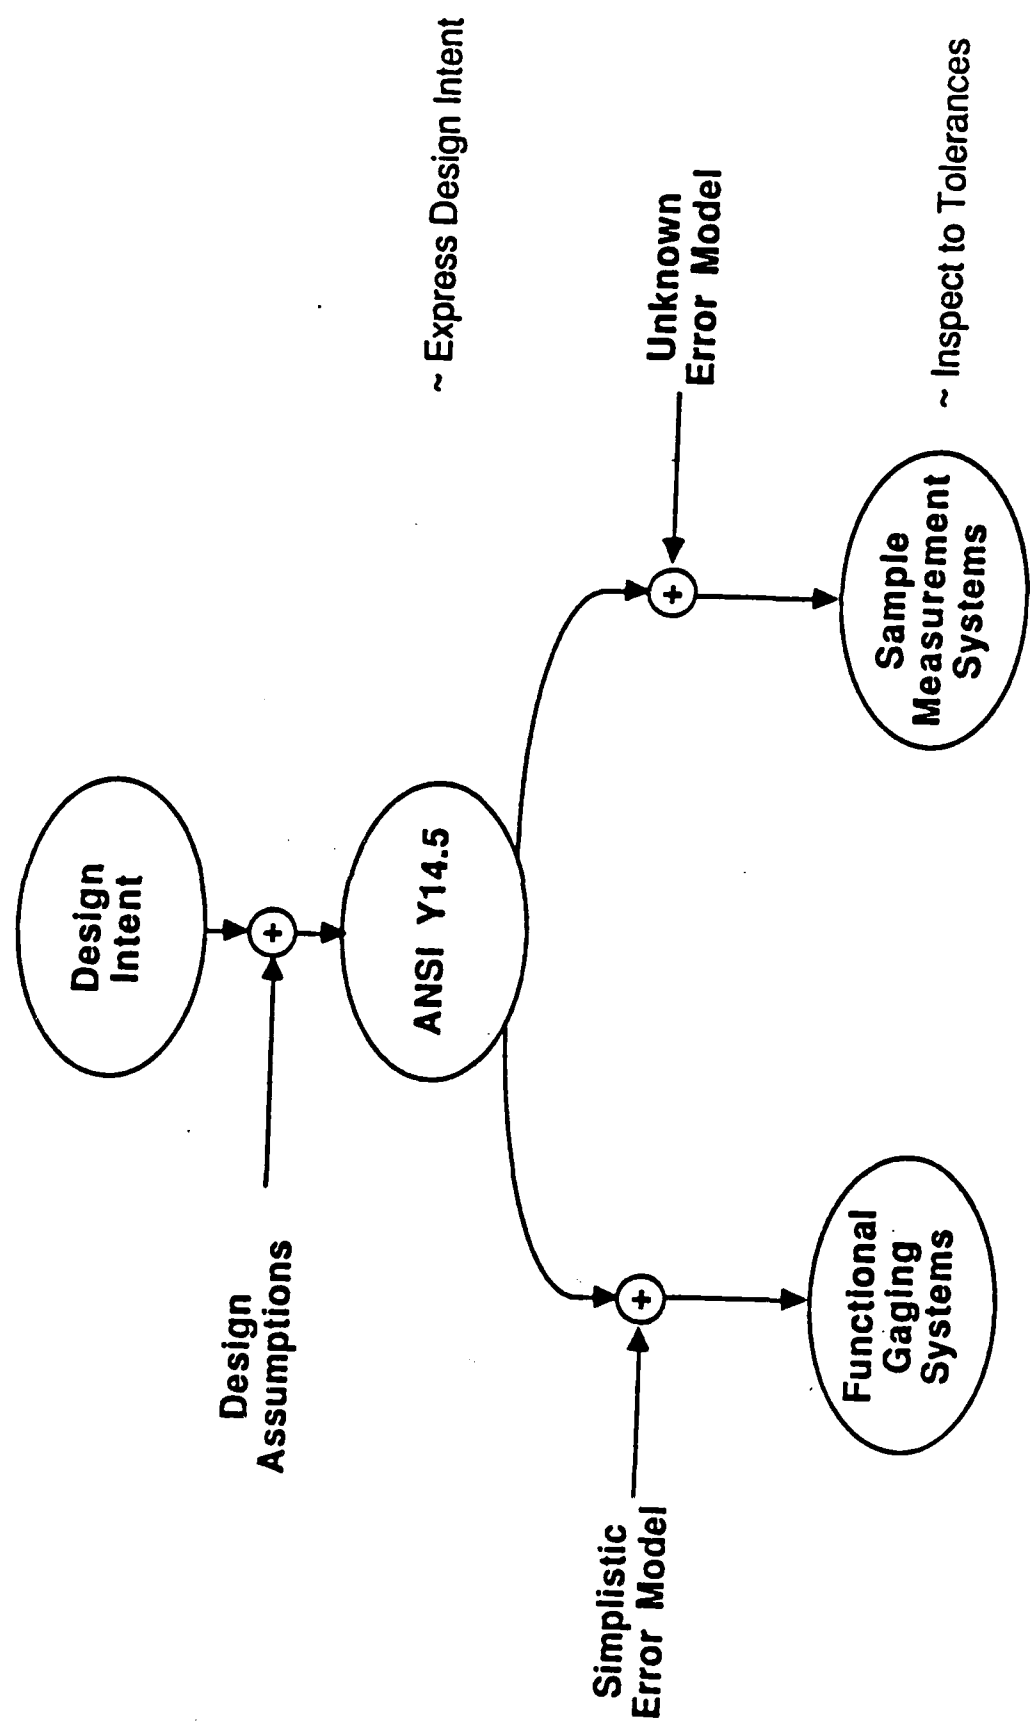 Design
Intent
Design
Assumptions
ANSI Y14.5
~ Express Design Intent
Simplistic
Error Model
Unknown
Error Model
Functional
Gaging
Systems
Sample
Measurement
Systems
~ Inspect to Tolerances
+
+
+